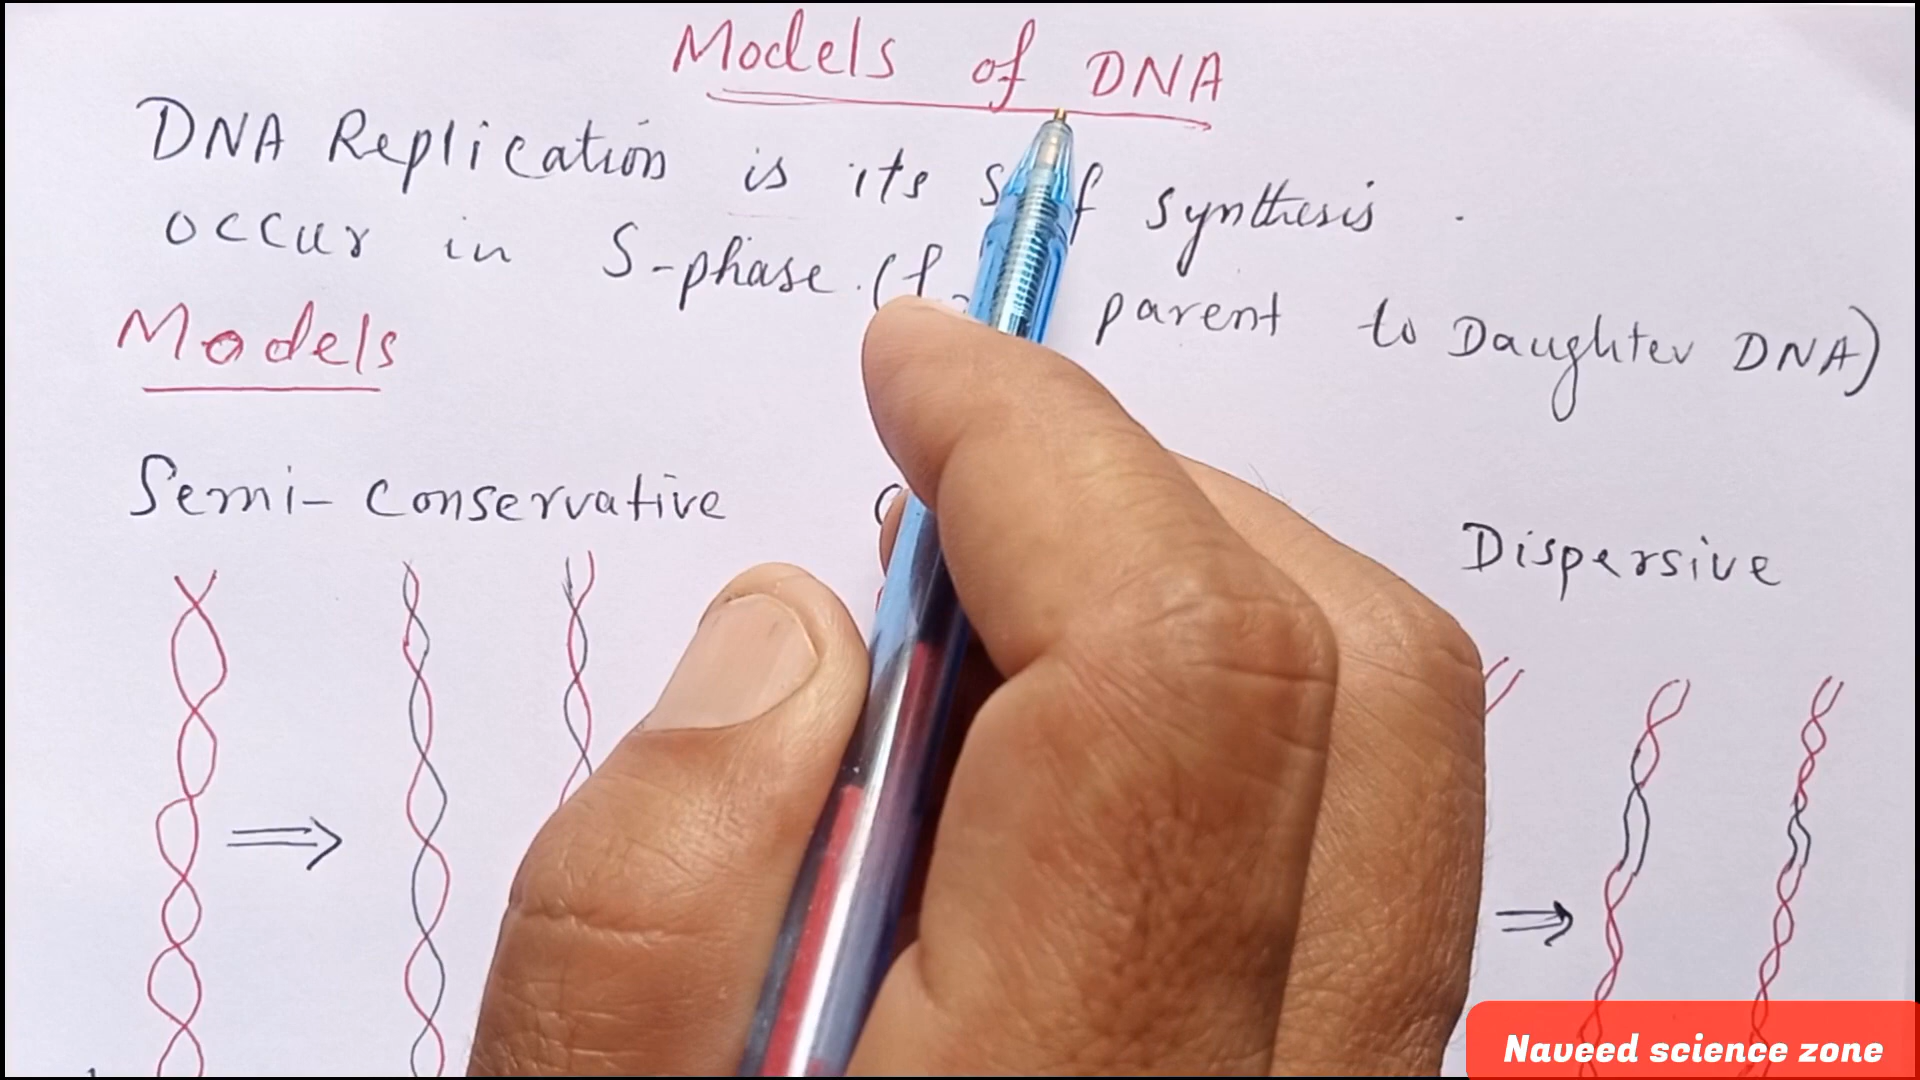 Models of DNA
DNA Replication is its synthesis.
occur in S-phase. ( parent to Daughter DNA)
Models
Semi-Conservative Dispersive
Naveed science zone